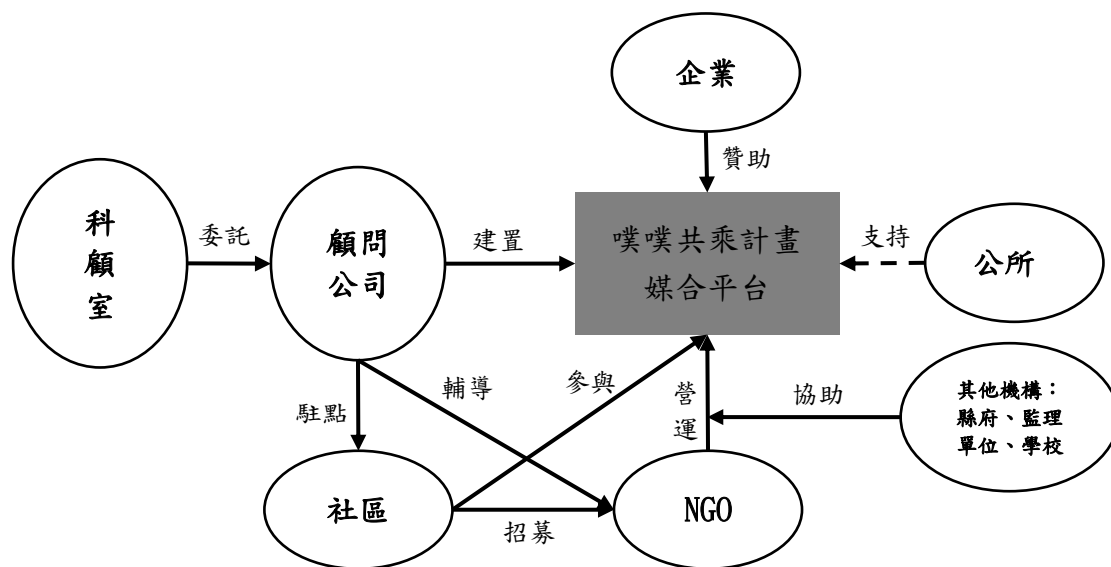 企業
贊助
科
顧
室
委託
顧問
公司
建置
噗噗共乘計畫
媒合平台
支持
公所
駐點
輔導
參與
營
運
協助
其他機構：
縣府、監理
單位、學校
社區
招募
NGO